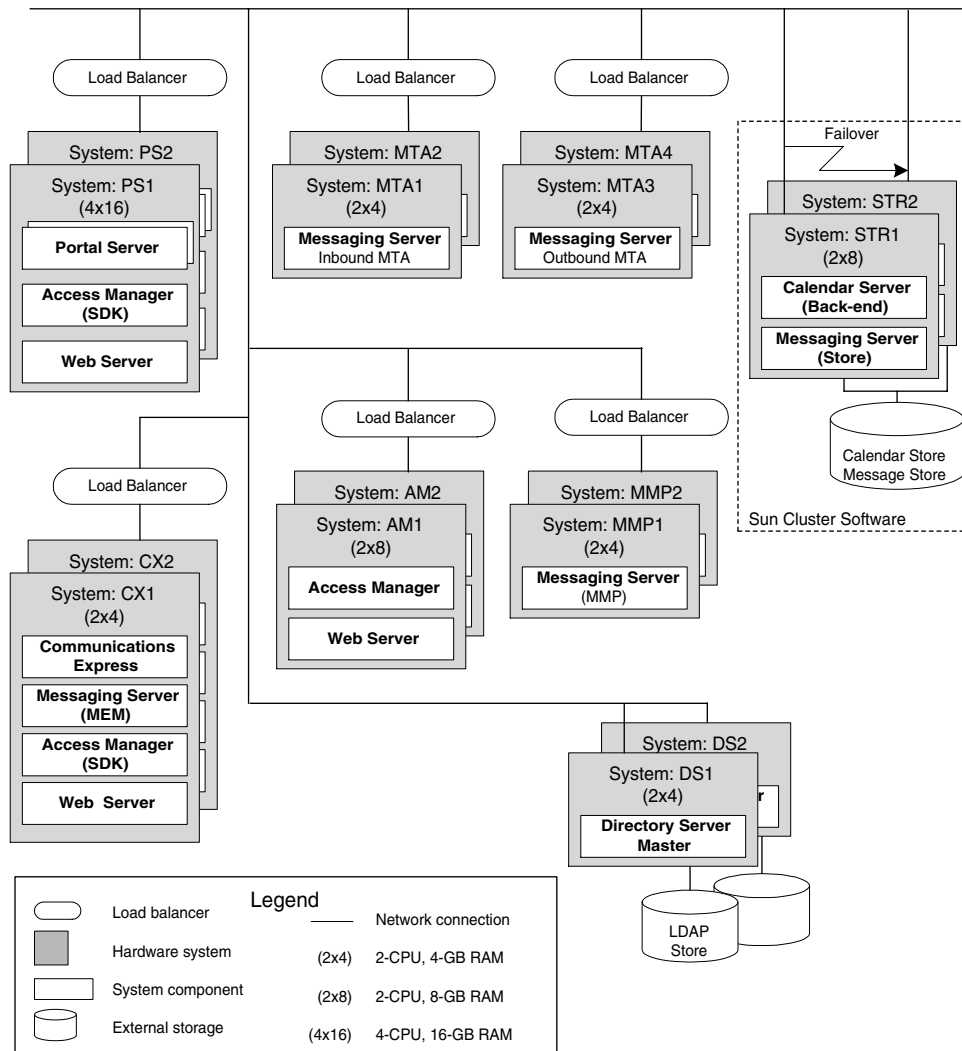 Load Balancer
System: PS2
System: PS1
(4x16)
Portal Server
Access Manager
(SDK)
Web Server
Load Balancer
System: MTA2
System: MTA1
(2x4)
Messaging Server
Inbound MTA
Load Balancer
System: MTA4
System: MTA3
(2x4)
Messaging Server
Outbound MTA
Failover
System: STR2
System: STR1
(2x8)
Calendar Server
(Back-end)
Messaging Server
(Store)
Calendar Store
Message Store
Sun Cluster Software
Load Balancer
System: CX2
System: CX1
(2x4)
Communications
Express
Messaging Server
(MEM)
Access Manager
(SDK)
Web Server
Load Balancer
System: AM2
System: AM1
(2x8)
Access Manager
Web Server
Load Balancer
System: MMP2
System: MMP1
(2x4)
Messaging Server
(MMP)
System: DS2
System: DS1
(2x4)
r
Directory Server
Master
LDAP
Store
Legend
Load balancer
Hardware system
System component
External storage
Network connection
(2x4) 2-CPU, 4-GB RAM
(2x8) 2-CPU, 8-GB RAM
(4x16) 4-CPU, 16-GB RAM